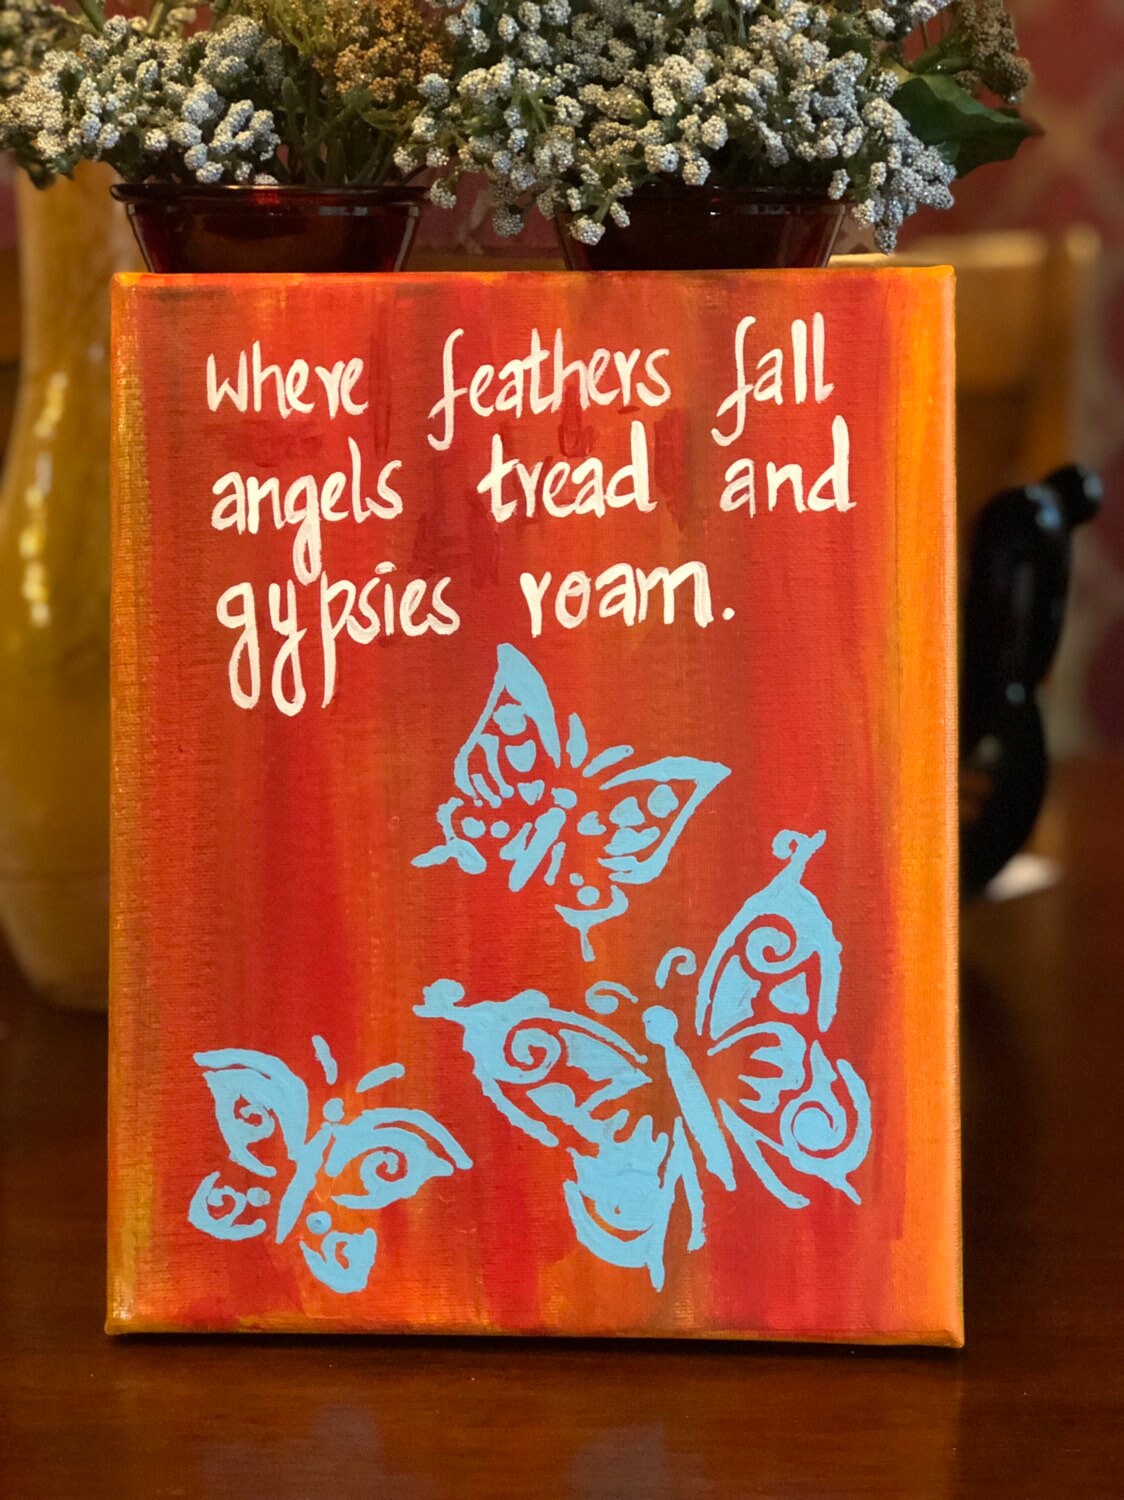 Where feathers fall
angels tread and
gypsies roam.